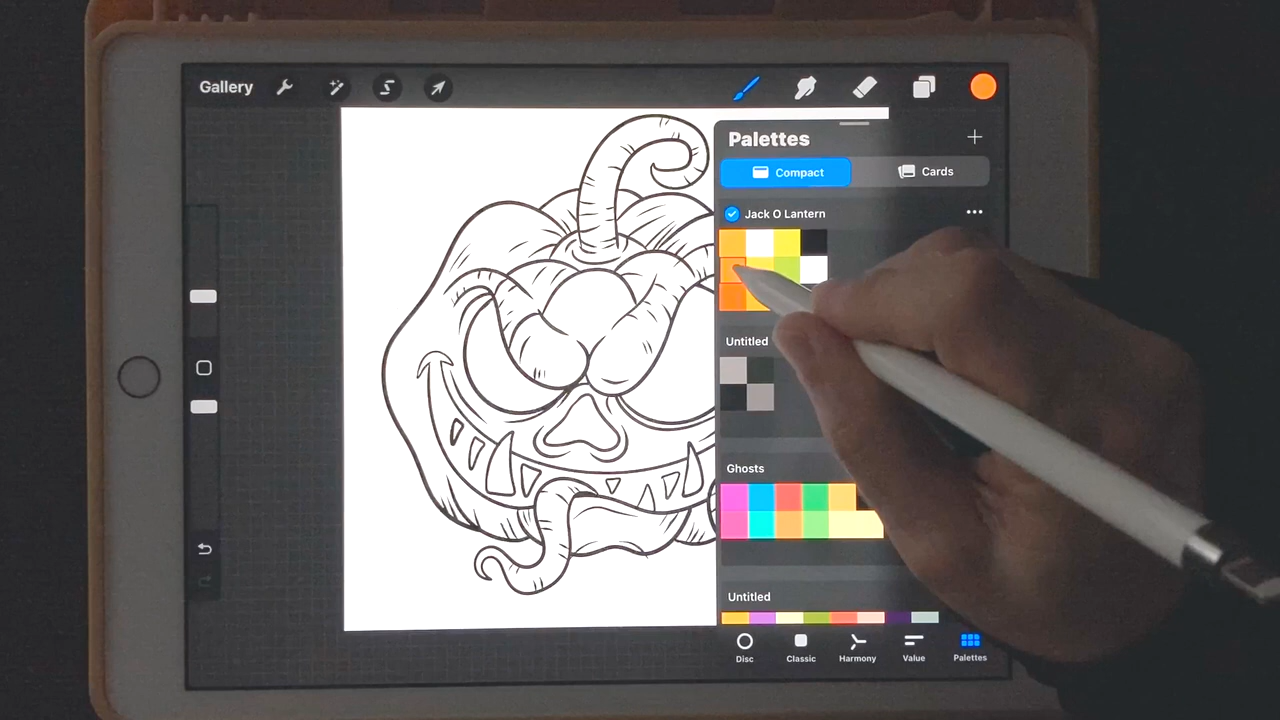 Gallery
Palettes
Compact
Cards
Jack O Lantern
Untitled
Ghosts
Untitled
Disc
Classic
Harmony
Value
Palettes